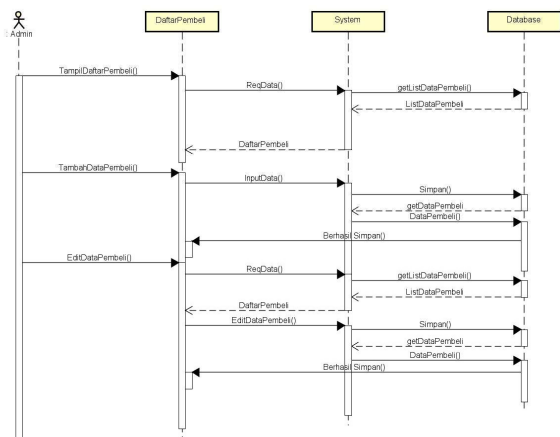 : Admin
DaftarPembeli
System
Database
TampilDaftarPembeli()
ReqData()
getListDataPembeli()
ListDataPembeli
DaftarPembeli
TambahDataPembeli()
InputData()
Simpan()
getDataPembeli
DataPembeli()
Berhasil Simpan()
EditDataPembeli()
ReqData()
getListDataPembeli()
ListDataPembeli
DaftarPembeli
EditDataPembeli()
Simpan()
getDataPembeli
DataPembeli()
Berhasil Simpan()